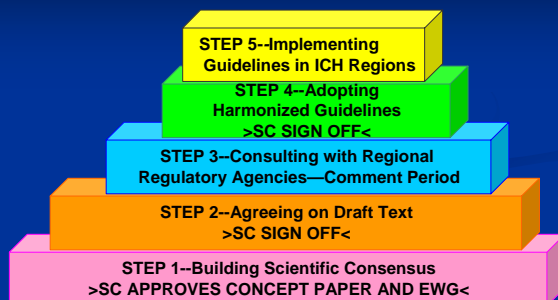 STEP 5--Implementing
Guidelines in ICH Regions
STEP 4--Adopting
Harmonized Guidelines
>SC SIGN OFF<
STEP 3--Consulting with Regional
Regulatory Agencies—Comment Period
STEP 2--Agreeing on Draft Text
>SC SIGN OFF<
STEP 1--Building Scientific Consensus
>SC APPROVES CONCEPT PAPER AND EWG<